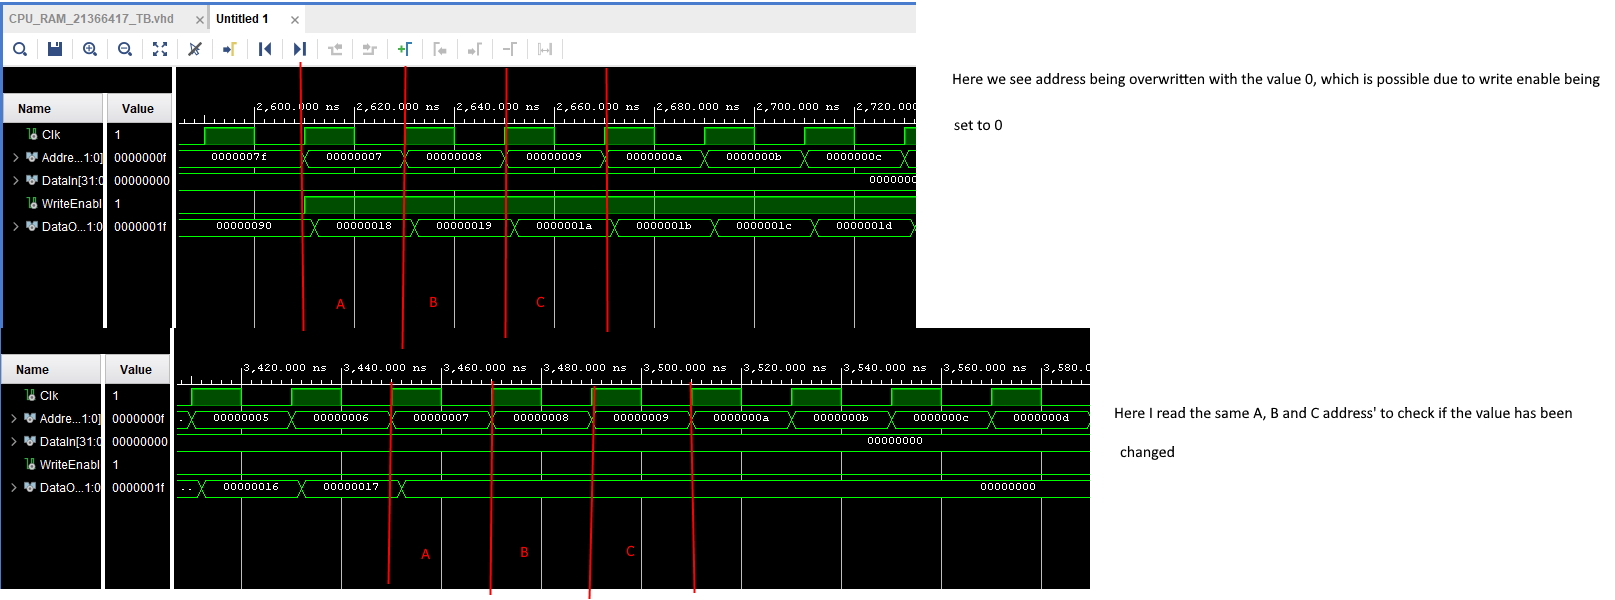 CPU_RAM_21366417_TB.vhd × Untitled 1 ×
Here we see address being overwritten with the value 0, which is possible due to write enable being
set to 0
Name Value
2,600.000 ns 2,620.000 ns 2,640.000 ns 2,660.000 ns 2,680.000 ns 2,700.000 ns 2,720.000
Clk 1
Addre...1:0] 0000000f 0000007f 00000007 00000008 00000009 0000000a 0000000b 0000000c
DataIn[31:0 00000000 000000
WriteEnabl 1
DataO...1:0 0000001f 00000090 00000018 00000019 0000001a 0000001b 0000001c 0000001d
A B C
Name Value
3,420.000 ns 3,440.000 ns 3,460.000 ns 3,480.000 ns 3,500.000 ns 3,520.000 ns 3,540.000 ns 3,560.000 ns 3,580.0
Clk 1
Addre...1:0] 0000000f 00000005 00000006 00000007 00000008 00000009 0000000a 0000000b 0000000c 0000000d
Here I read the same A, B and C address' to check if the value has been
changed
DataIn[31:0 00000000 00000000
WriteEnabl 1
DataO...1:0 0000001f .. 00000016 00000017 00000000
A B C